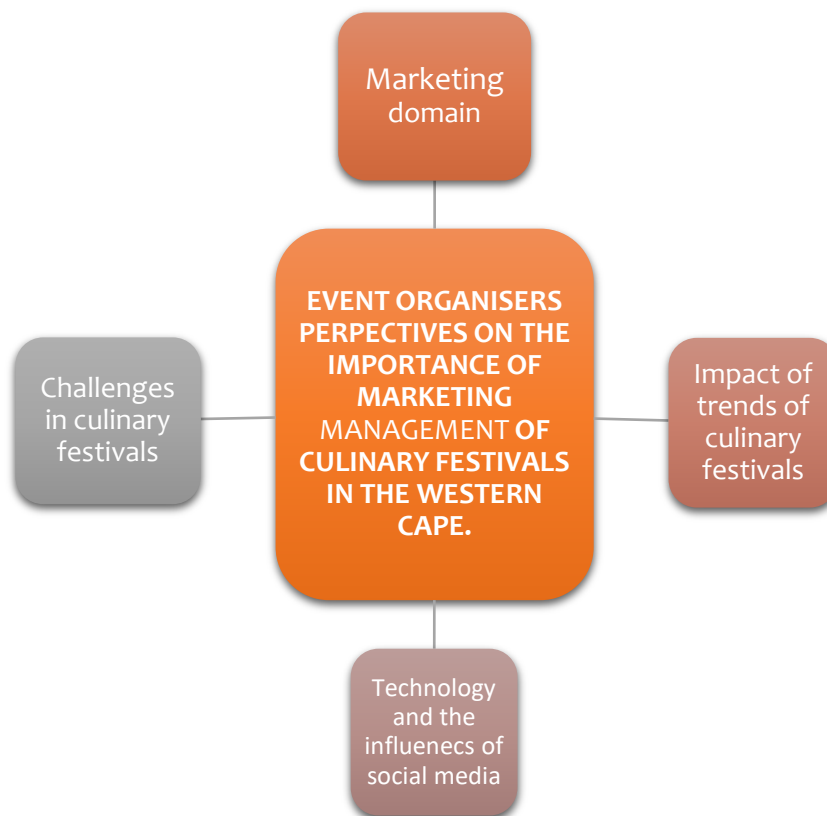 Marketing
domain
EVENT ORGANISERS
PERPECTIVES ON THE
IMPORTANCE OF
MARKETING
MANAGEMENT OF
CULINARY FESTIVALS
IN THE WESTERN
CAPE.
Challenges
in culinary
festivals
Impact of
trends of
culinary
festivals
Technology
and the
influenecs of
social media